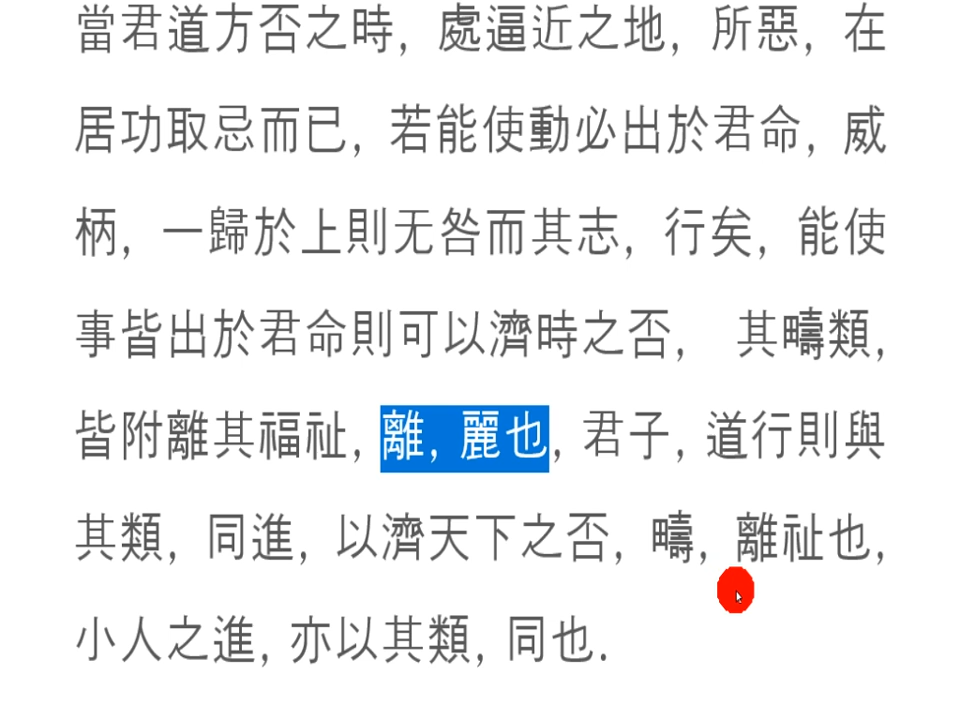 當君道方否之時, 處逼近之地, 所惡, 在
居功取忌而已, 若能使動必出於君命, 威
柄, 一歸於上則无咎而其志, 行矣, 能使
事皆出於君命則可以濟時之否, 其疇類,
皆附離其福祉, 離, 麗也, 君子, 道行則與
其類, 同進, 以濟天下之否, 疇, 離祉也,
小人之進, 亦以其類, 同也.